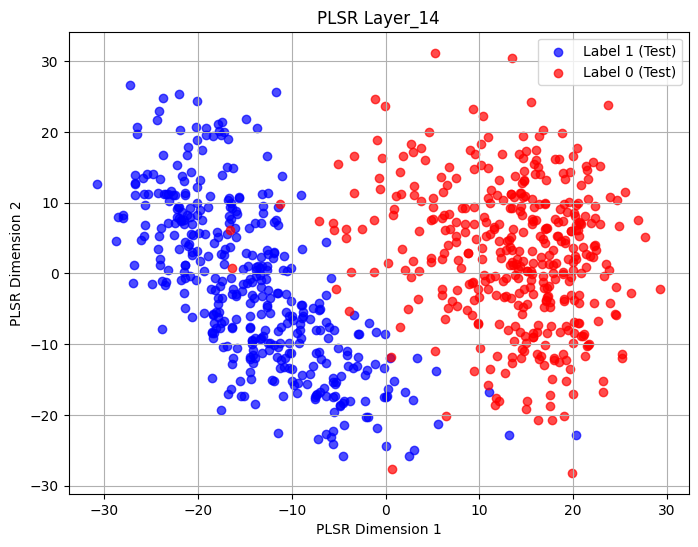 PLSR Layer_14
Label 1 (Test)
Label 0 (Test)
30
20
10
0
−10
−20
−30
PLSR Dimension 2
−30
−20
−10
0
10
20
30
PLSR Dimension 1